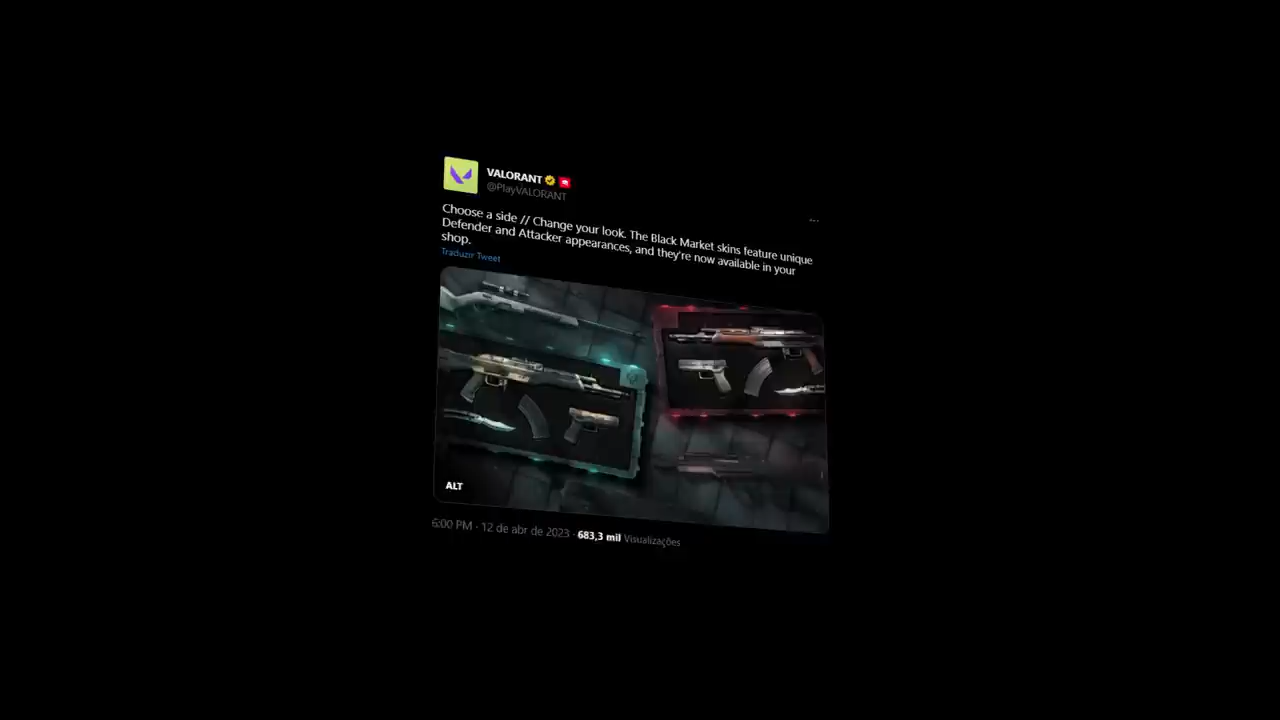 VALORANT
@PlayVALORANT
Choose a side // Change your look. The Black Market skins feature unique
Defender and Attacker appearances, and they're now available in your
shop.
Traduzir Tweet
ALT
6:00 PM · 12 de abr de 2023 · 683,3 mil Visualizações